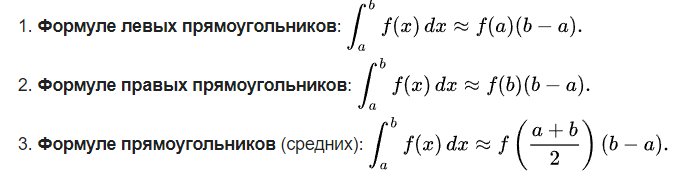 1. Формуле левых прямоугольников: ∫_a^b f(x) dx ≈ f(a)(b − a).
2. Формуле правых прямоугольников: ∫_a^b f(x) dx ≈ f(b)(b − a).
3. Формуле прямоугольников (средних): ∫_a^b f(x) dx ≈ f((a + b)/2) (b − a).